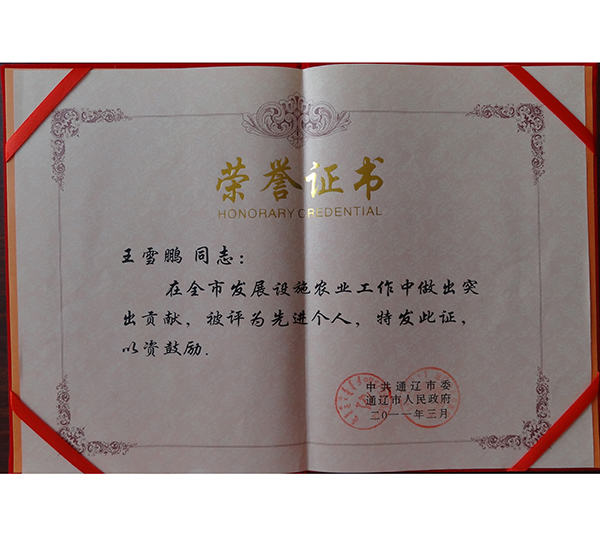 荣誉证书
HONORARY CREDENTIAL
王雪鹏 同志：
在全市发展设施农业工作中做出突
出贡献，被评为先进个人，特发此证，
以资鼓励.
中共通辽市委
通辽市人民政府
二〇一一年三月